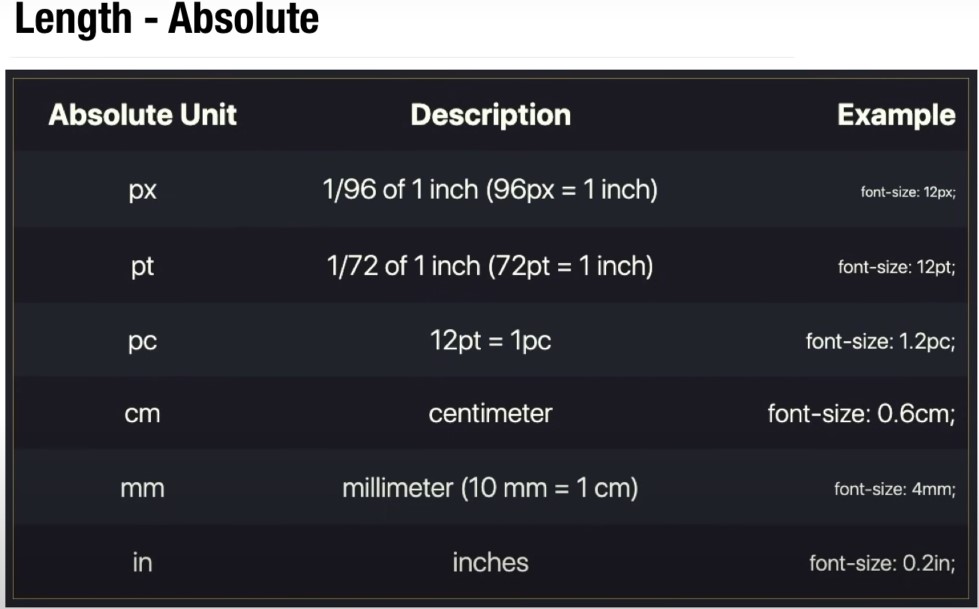 Length - Absolute
Absolute Unit Description Example
px 1/96 of 1 inch (96px = 1 inch) font-size: 12px;
pt 1/72 of 1 inch (72pt = 1 inch) font-size: 12pt;
pc 12pt = 1pc font-size: 1.2pc;
cm centimeter font-size: 0.6cm;
mm millimeter (10 mm = 1 cm) font-size: 4mm;
in inches font-size: 0.2in;